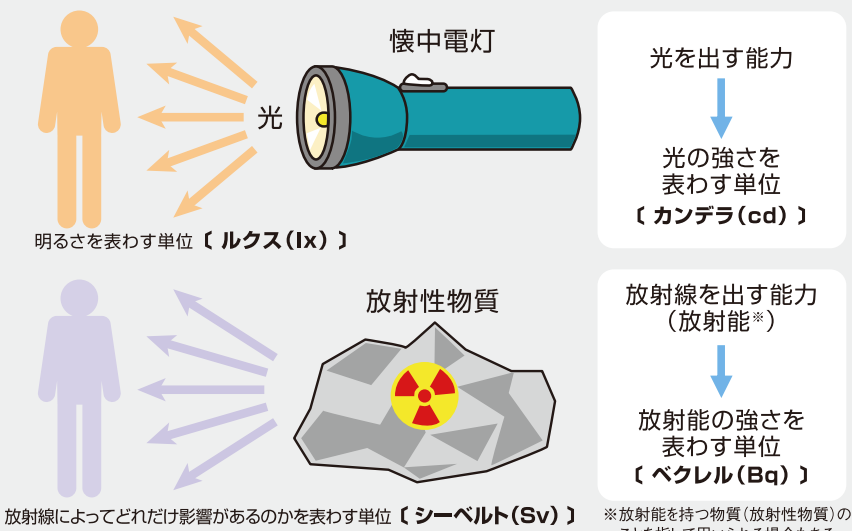 懐中電灯
光
明るさを表わす単位〔 ルクス(lx) 〕
光を出す能力
光の強さを
表わす単位
〔 カンデラ(cd) 〕
放射性物質
放射線によってどれだけ影響があるのかを表わす単位〔 シーベルト(Sv) 〕
放射線を出す能力
(放射能※)
放射能の強さを
表わす単位
〔 ベクレル(Bq) 〕
※放射能を持つ物質(放射性物質)の